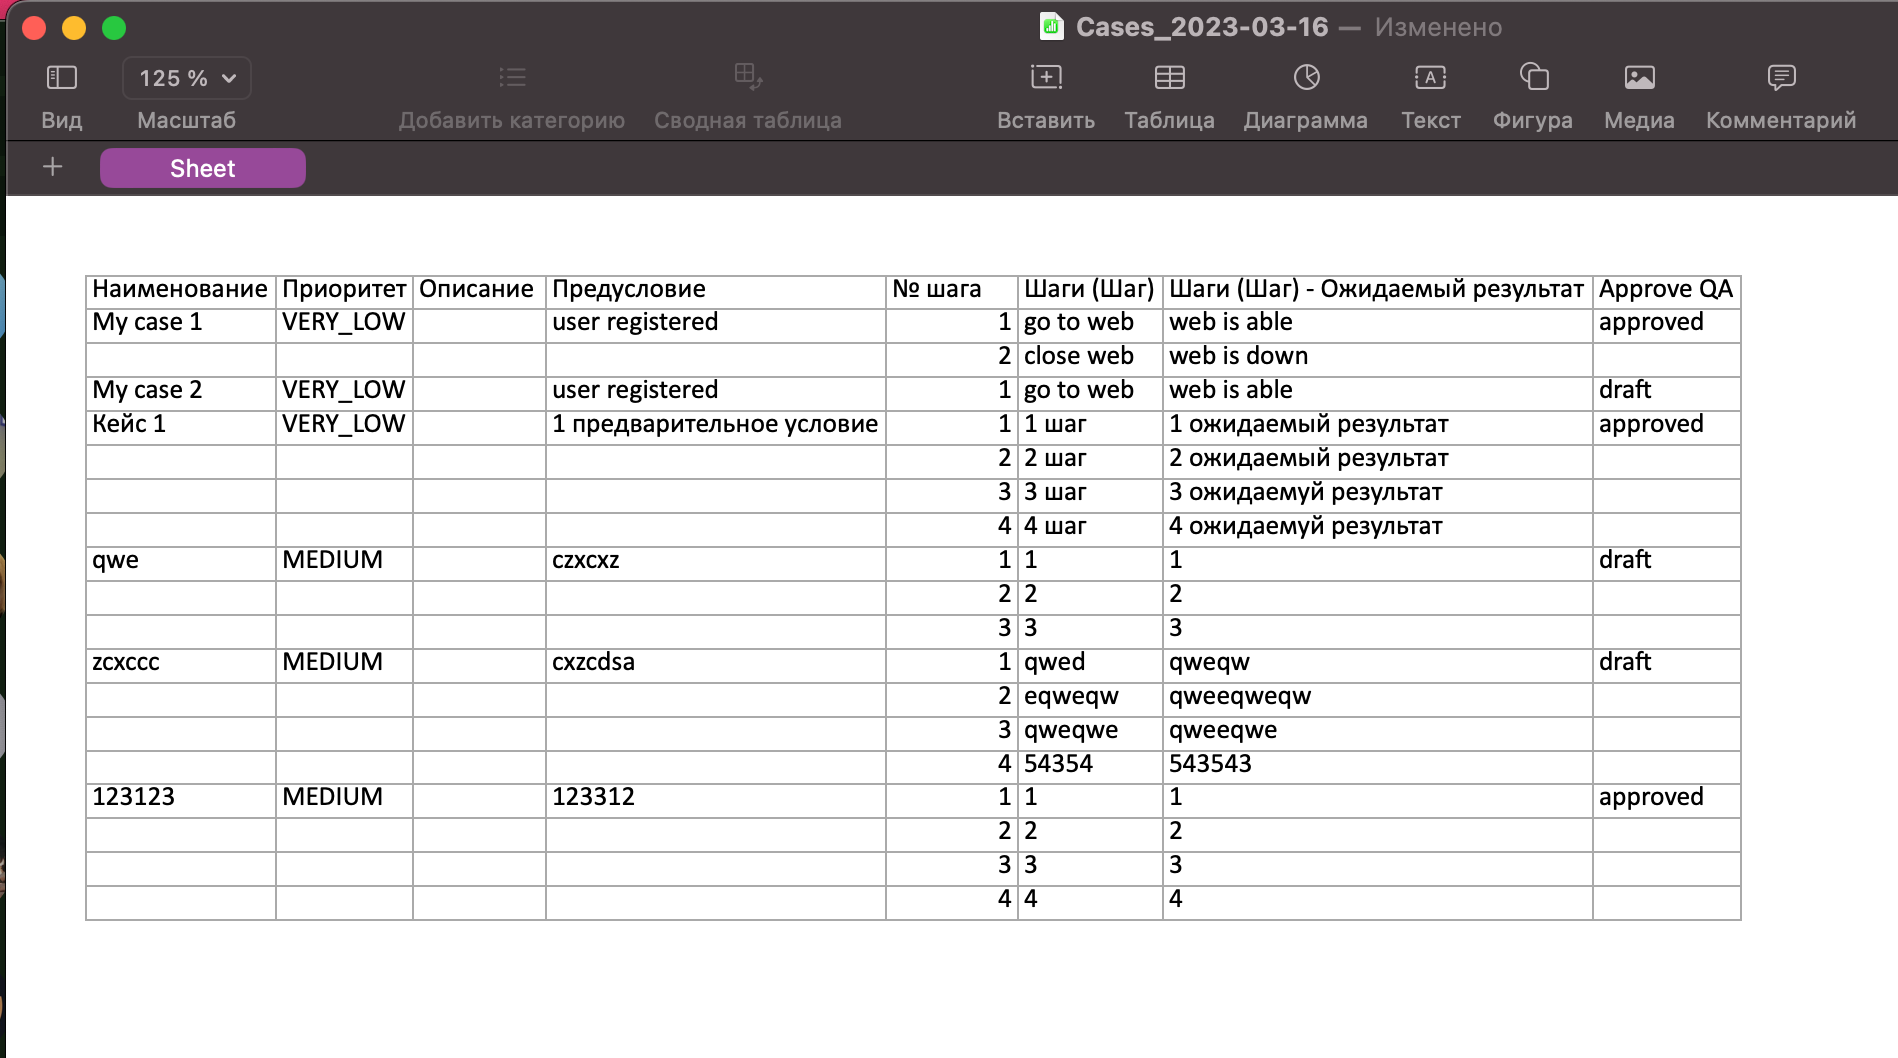 Cases_2023-03-16 — Изменено
125 %
Вид Масштаб Добавить категорию Сводная таблица Вставить Таблица Диаграмма Текст Фигура Медиа Комментарий
Sheet
Наименование Приоритет Описание Предусловие № шага Шаги (Шаг) Шаги (Шаг) - Ожидаемый результат Approve QA
My case 1 VERY_LOW user registered 1 go to web web is able approved
2 close web web is down
My case 2 VERY_LOW user registered 1 go to web web is able draft
Кейс 1 VERY_LOW 1 предварительное условие 1 1 шаг 1 ожидаемый результат approved
2 2 шаг 2 ожидаемый результат
3 3 шаг 3 ожидаемуй результат
4 4 шаг 4 ожидаемуй результат
qwe MEDIUM czxcxz 1 1 1 draft
2 2 2
3 3 3
zcxccc MEDIUM cxzcdsa 1 qwed qweqw draft
2 eqweqw qweeqweqw
3 qweqwe qweeqwe
4 54354 543543
123123 MEDIUM 123312 1 1 1 approved
2 2 2
3 3 3
4 4 4